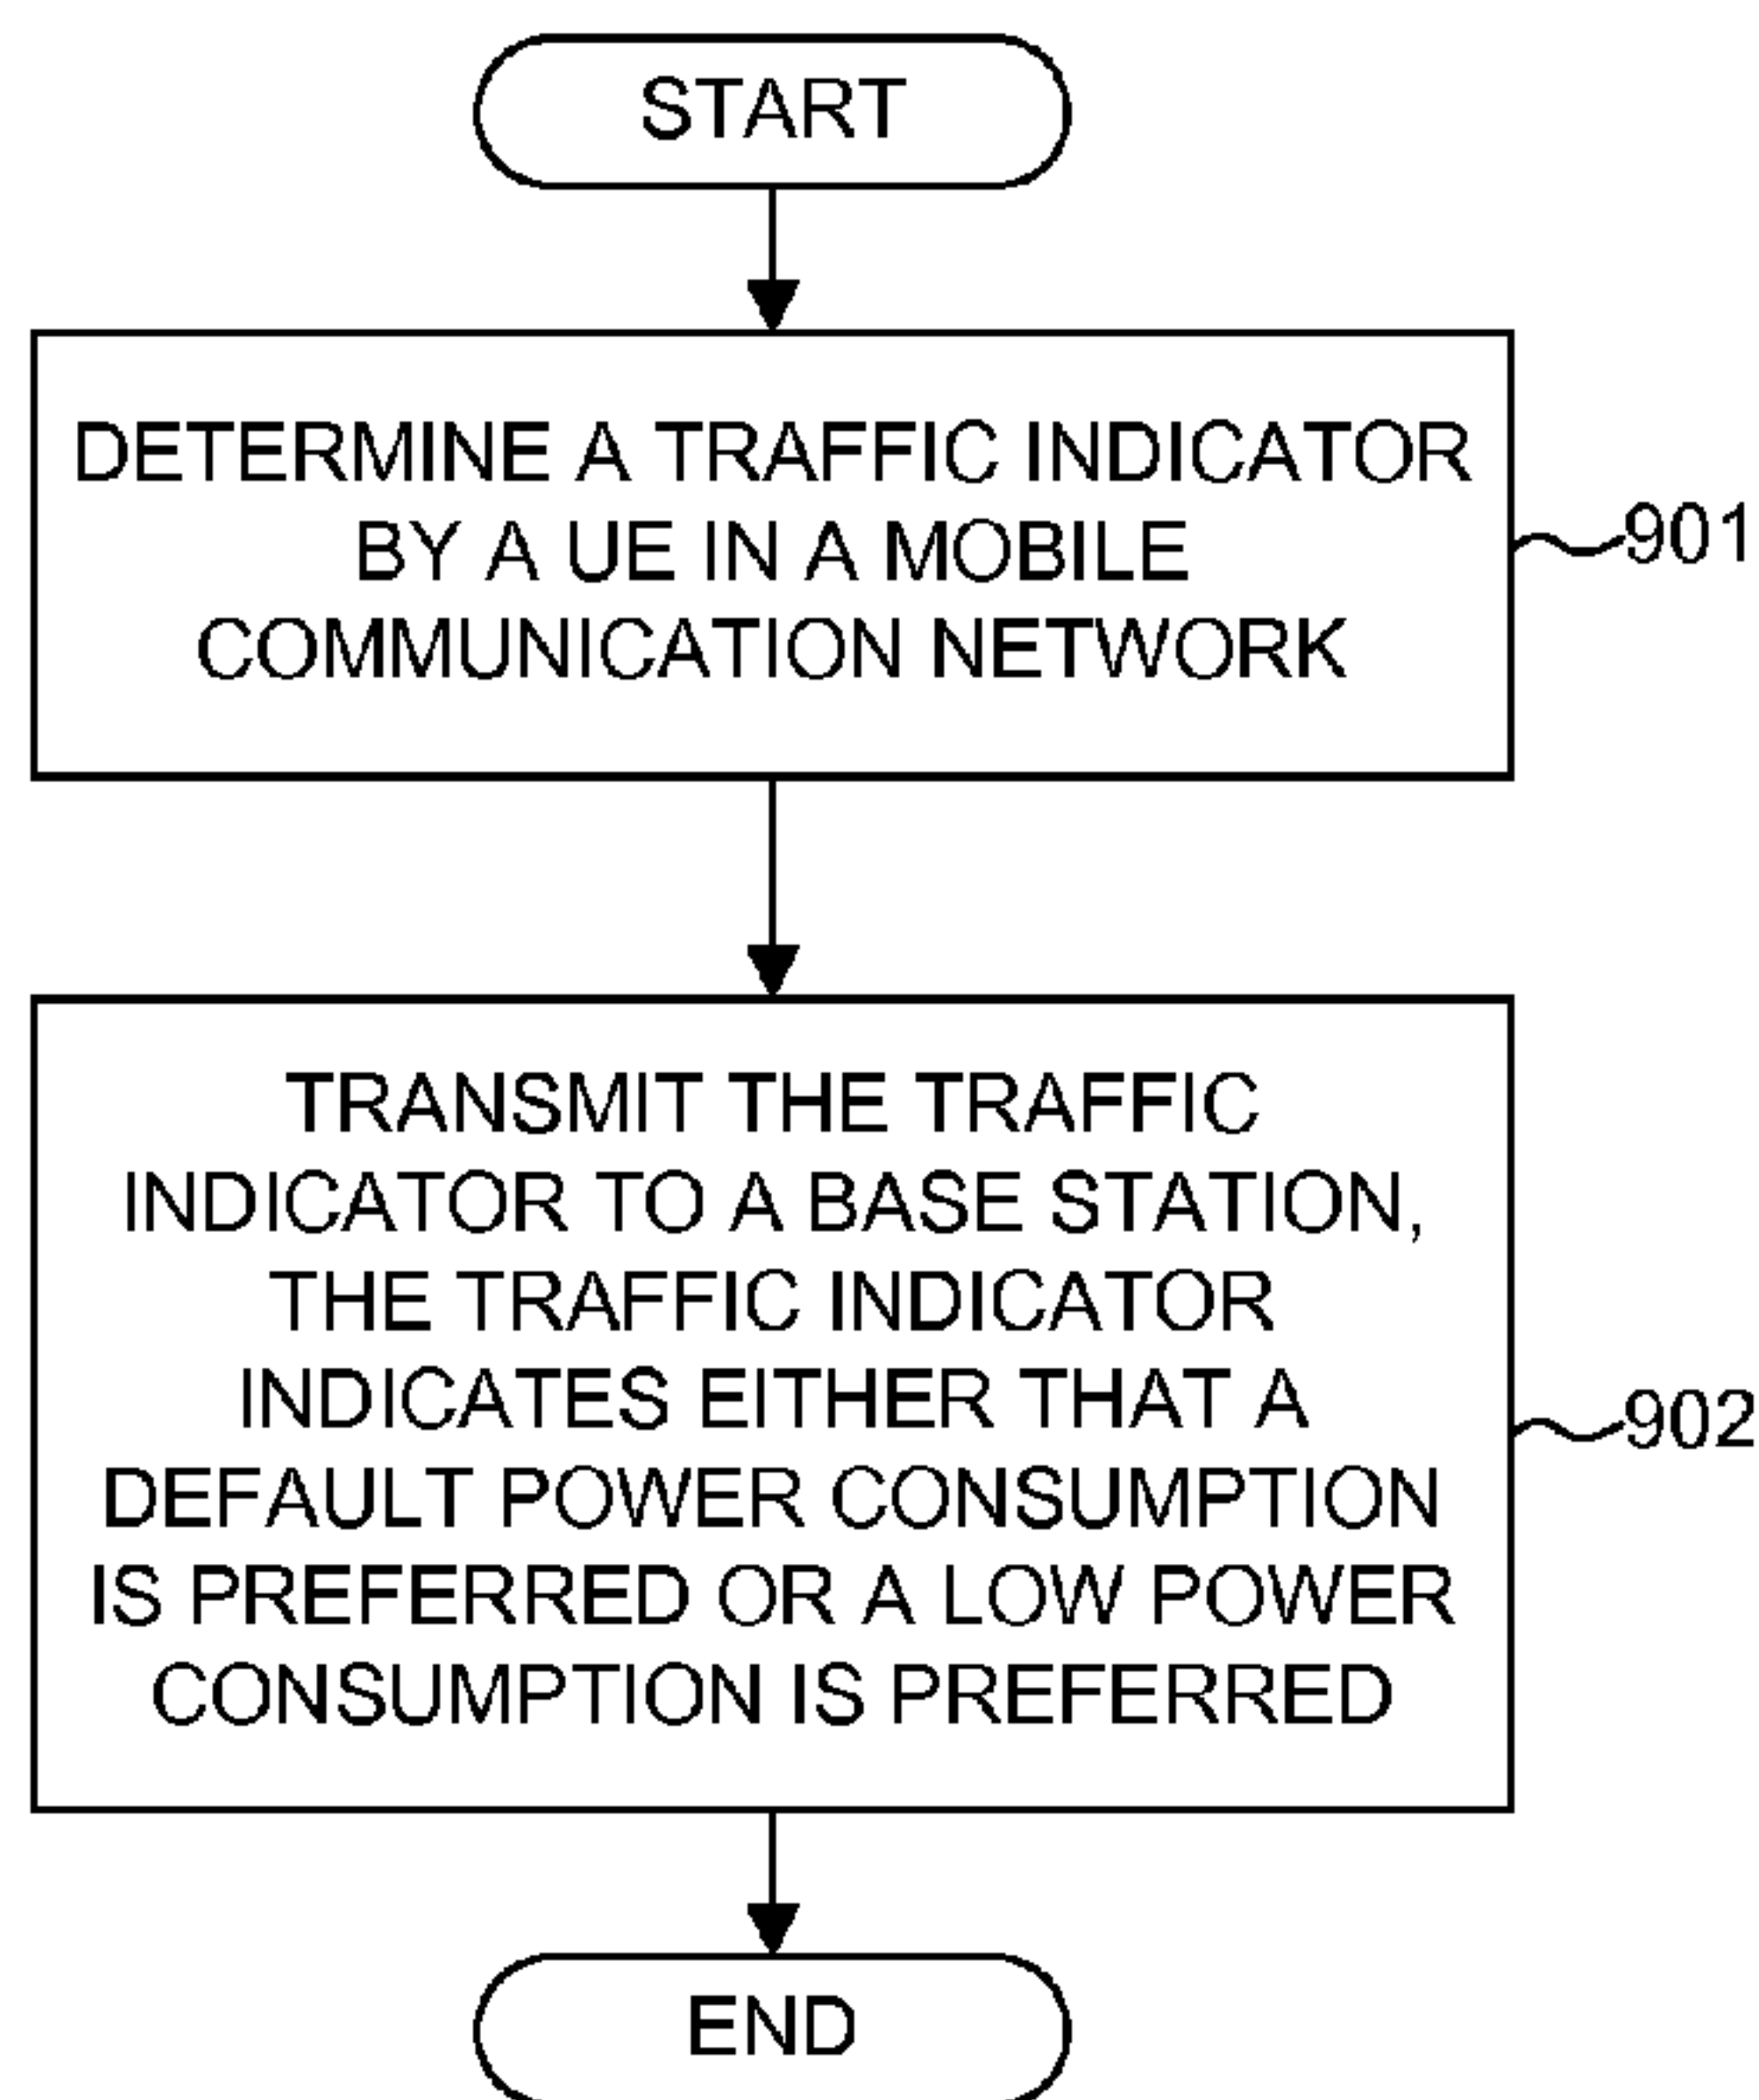 START
DETERMINE A TRAFFIC INDICATOR
BY A UE IN A MOBILE
COMMUNICATION NETWORK
901
TRANSMIT THE TRAFFIC
INDICATOR TO A BASE STATION,
THE TRAFFIC INDICATOR
INDICATES EITHER THAT A
DEFAULT POWER CONSUMPTION
IS PREFERRED OR A LOW POWER
CONSUMPTION IS PREFERRED
902
END